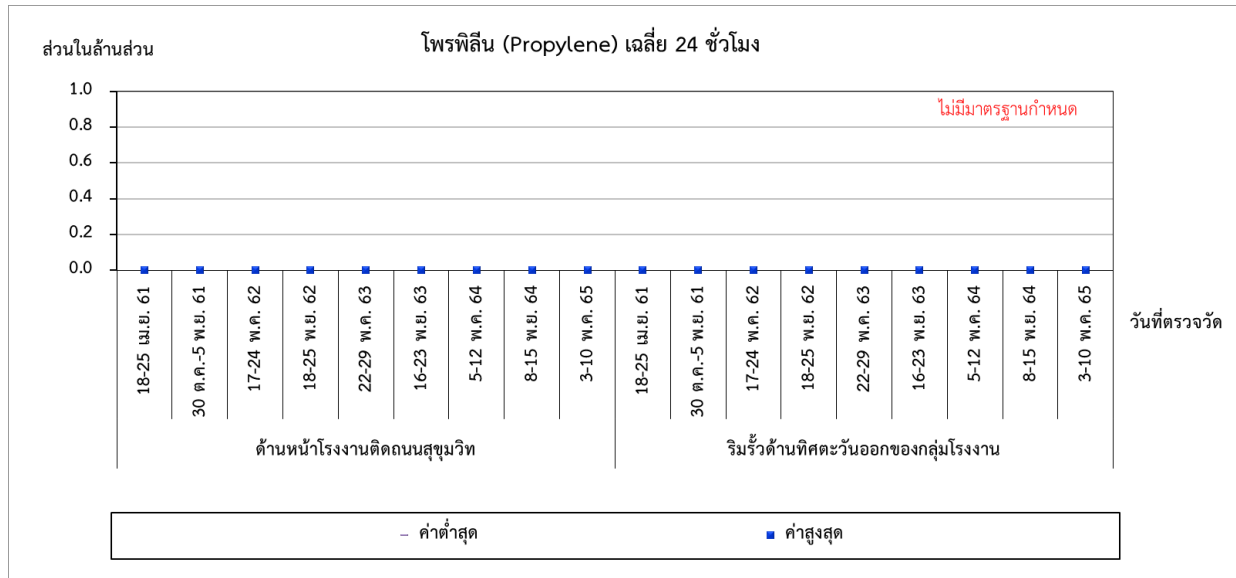 โพรพิลีน (Propylene) เฉลี่ย 24 ชั่วโมง
ส่วนในล้านส่วน
1.0
0.8
0.6
0.4
0.2
0.0
ไม่มีมาตรฐานกำหนด
18-25 เม.ย. 61
30 ต.ค.-5 พ.ย. 61
17-24 พ.ค. 62
18-25 พ.ย. 62
22-29 พ.ค. 63
16-23 พ.ย. 63
5-12 พ.ค. 64
8-15 พ.ย. 64
3-10 พ.ค. 65
18-25 เม.ย. 61
30 ต.ค.-5 พ.ย. 61
17-24 พ.ค. 62
18-25 พ.ย. 62
22-29 พ.ค. 63
16-23 พ.ย. 63
5-12 พ.ค. 64
8-15 พ.ย. 64
3-10 พ.ค. 65
วันที่ตรวจวัด
ด้านหน้าโรงงานติดถนนสุขุมวิท
ริมรั้วด้านทิศตะวันออกของกลุ่มโรงงาน
ค่าต่ำสุด
ค่าสูงสุด